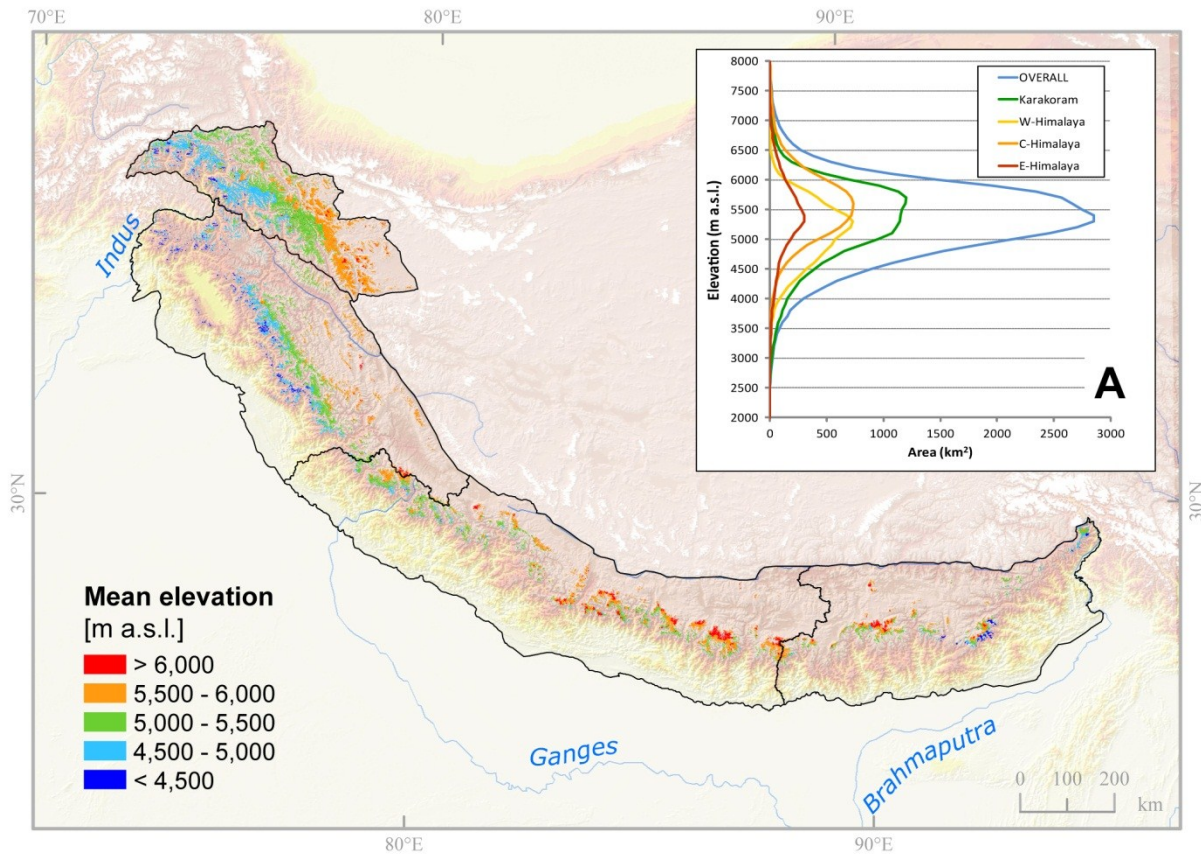 70°E
80°E
90°E
8000
7500
7000
6500
6000
5500
5000
4500
4000
3500
3000
2500
2000
Elevation (m a.s.l.)
OVERALL
Karakoram
W-Himalaya
C-Himalaya
E-Himalaya
A
0
500
1000
1500
2000
2500
3000
Area (km²)
Indus
30°N
30°N
Mean elevation
[m a.s.l.]
> 6,000
5,500 - 6,000
5,000 - 5,500
4,500 - 5,000
< 4,500
Ganges
Brahmaputra
0 100 200
km
80°E
90°E